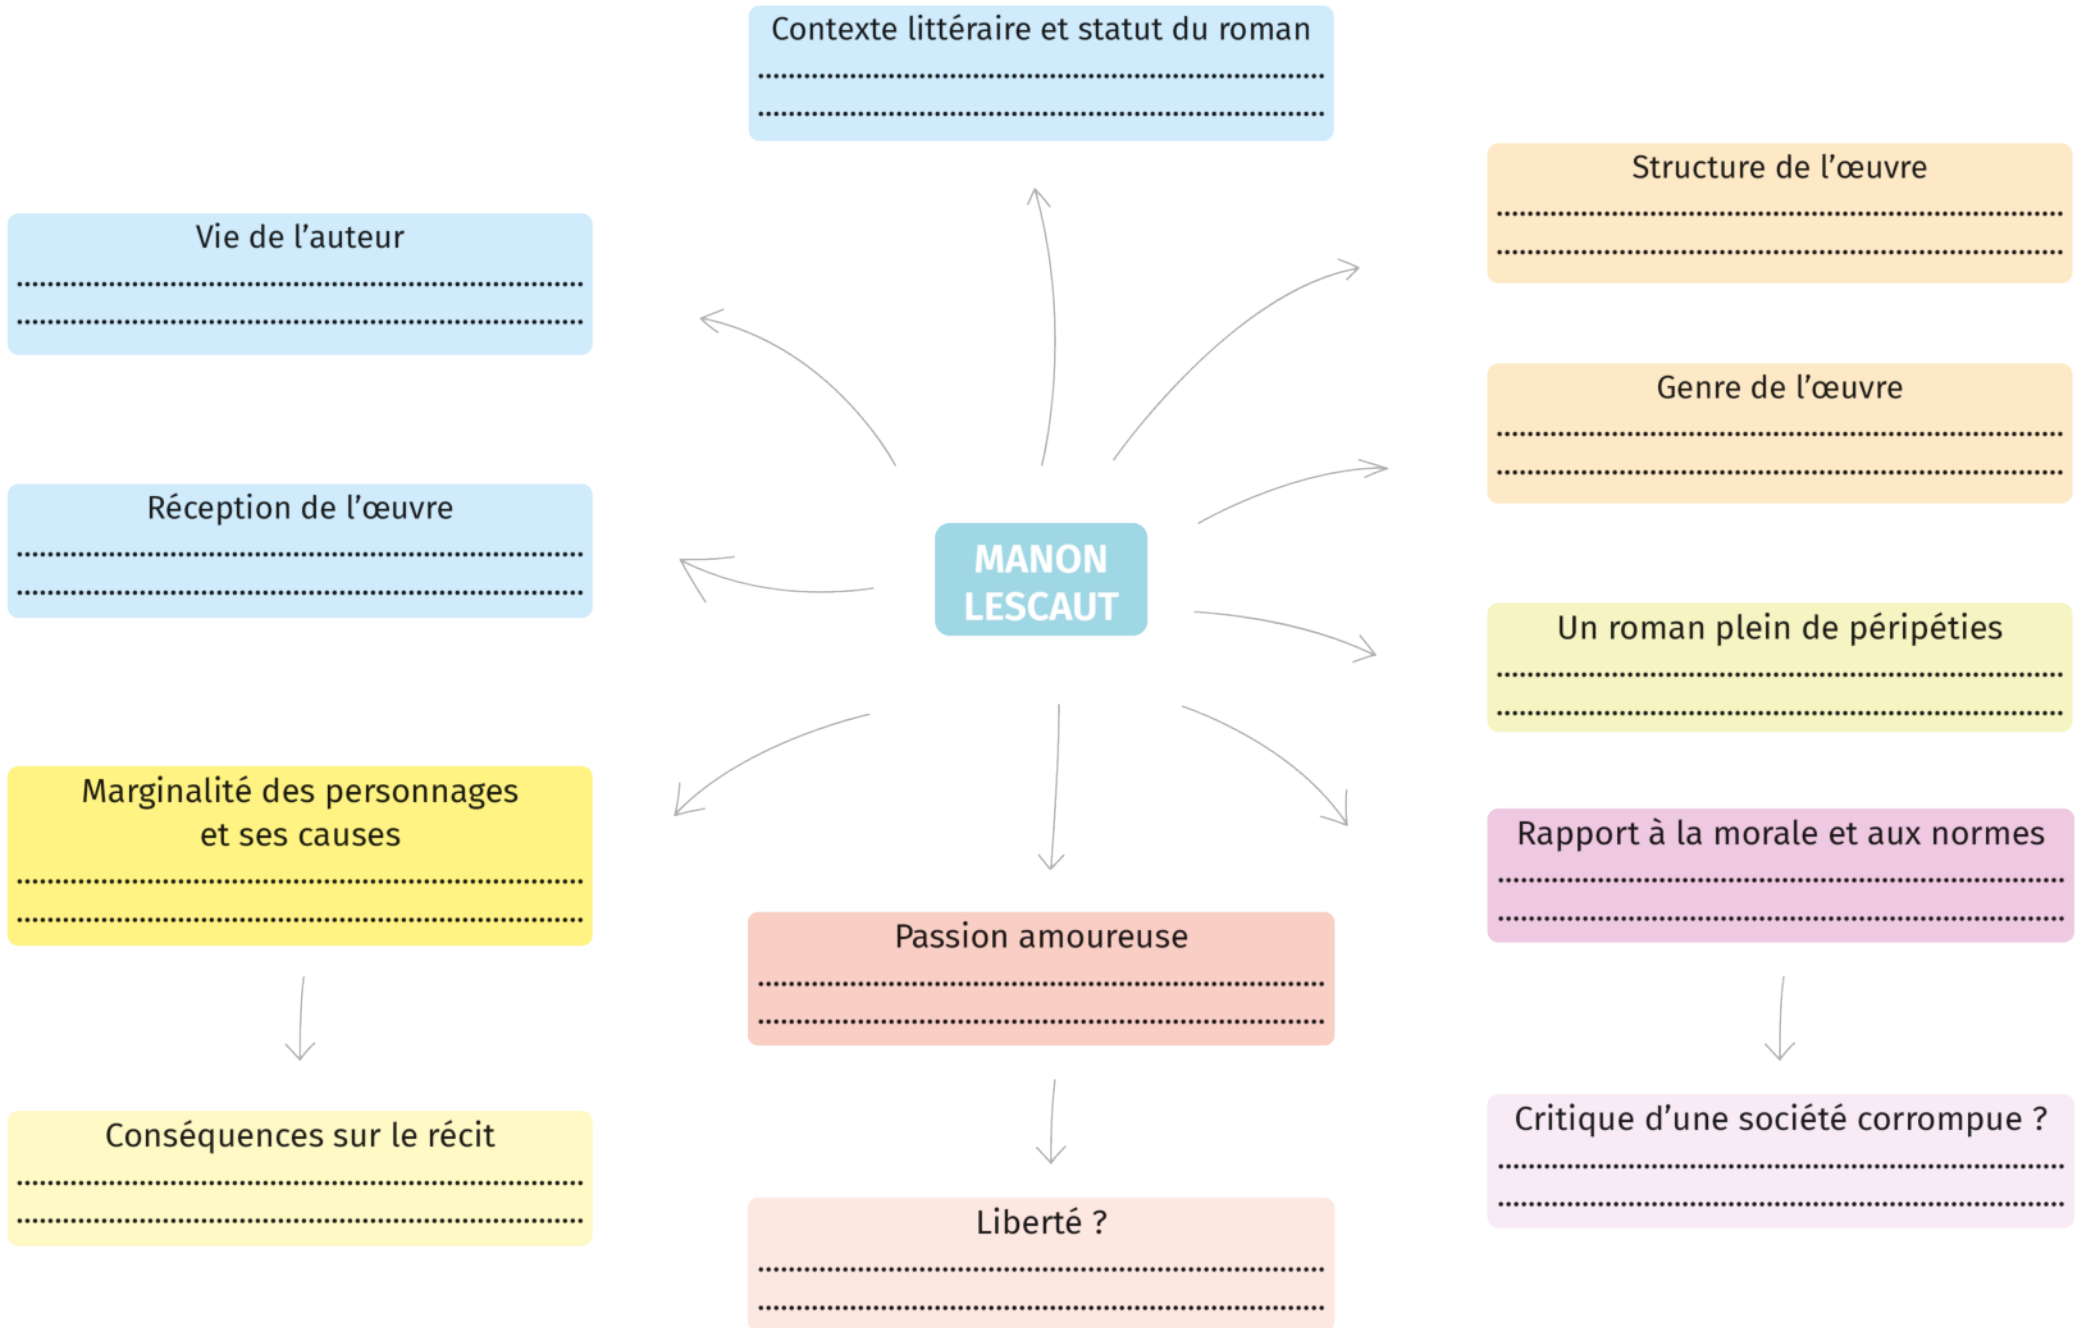 Contexte littéraire et statut du roman
Structure de l’œuvre
Vie de l’auteur
Genre de l’œuvre
Réception de l’œuvre
MANON
LESCAUT
Un roman plein de péripéties
Marginalité des personnages
et ses causes
Rapport à la morale et aux normes
Passion amoureuse
Conséquences sur le récit
Critique d’une société corrompue ?
Liberté ?